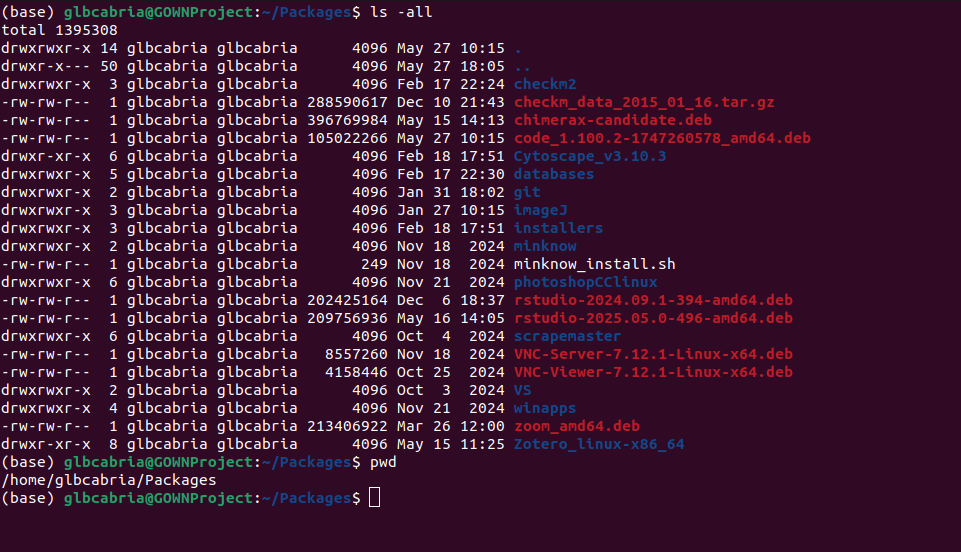 (base) glbcabria@GOWNProject:~/Packages$ ls -all
total 1395308
drwxrwxr-x 14 glbcabria glbcabria      4096 May 27 10:15 .
drwxr-x--- 50 glbcabria glbcabria      4096 May 27 18:05 ..
drwxrwxr-x  3 glbcabria glbcabria      4096 Feb 17 22:24 checkm2
-rw-rw-r--  1 glbcabria glbcabria 288590617 Dec 10 21:43 checkm_data_2015_01_16.tar.gz
-rw-rw-r--  1 glbcabria glbcabria 396769984 May 15 14:13 chimerax-candidate.deb
-rw-rw-r--  1 glbcabria glbcabria 105022266 May 27 10:15 code_1.100.2-1747260578_amd64.deb
drwxr-xr-x  6 glbcabria glbcabria      4096 Feb 18 17:51 Cytoscape_v3.10.3
drwxrwxr-x  5 glbcabria glbcabria      4096 Feb 17 22:30 databases
drwxrwxr-x  2 glbcabria glbcabria      4096 Jan 31 18:02 git
drwxrwxr-x  3 glbcabria glbcabria      4096 Jan 27 10:15 imageJ
drwxrwxr-x  3 glbcabria glbcabria      4096 Feb 18 17:51 installers
drwxrwxr-x  2 glbcabria glbcabria      4096 Nov 18  2024 minknow
-rw-rw-r--  1 glbcabria glbcabria       249 Nov 18  2024 minknow_install.sh
drwxrwxr-x  6 glbcabria glbcabria      4096 Nov 21  2024 photoshopCClinux
-rw-rw-r--  1 glbcabria glbcabria 202425164 Dec  6 18:37 rstudio-2024.09.1-394-amd64.deb
-rw-rw-r--  1 glbcabria glbcabria 209756936 May 16 14:05 rstudio-2025.05.0-496-amd64.deb
drwxrwxr-x  6 glbcabria glbcabria      4096 Oct  4  2024 scrapemaster
-rw-rw-r--  1 glbcabria glbcabria   8557260 Nov 18  2024 VNC-Server-7.12.1-Linux-x64.deb
-rw-rw-r--  1 glbcabria glbcabria   4158446 Oct 25  2024 VNC-Viewer-7.12.1-Linux-x64.deb
drwxrwxr-x  2 glbcabria glbcabria      4096 Oct  3  2024 VS
drwxrwxr-x  4 glbcabria glbcabria      4096 Nov 21  2024 winapps
-rw-rw-r--  1 glbcabria glbcabria 213406922 Mar 26 12:00 zoom_amd64.deb
drwxr-xr-x  8 glbcabria glbcabria      4096 May 15 11:25 Zotero_linux-x86_64
(base) glbcabria@GOWNProject:~/Packages$ pwd
/home/glbcabria/Packages
(base) glbcabria@GOWNProject:~/Packages$